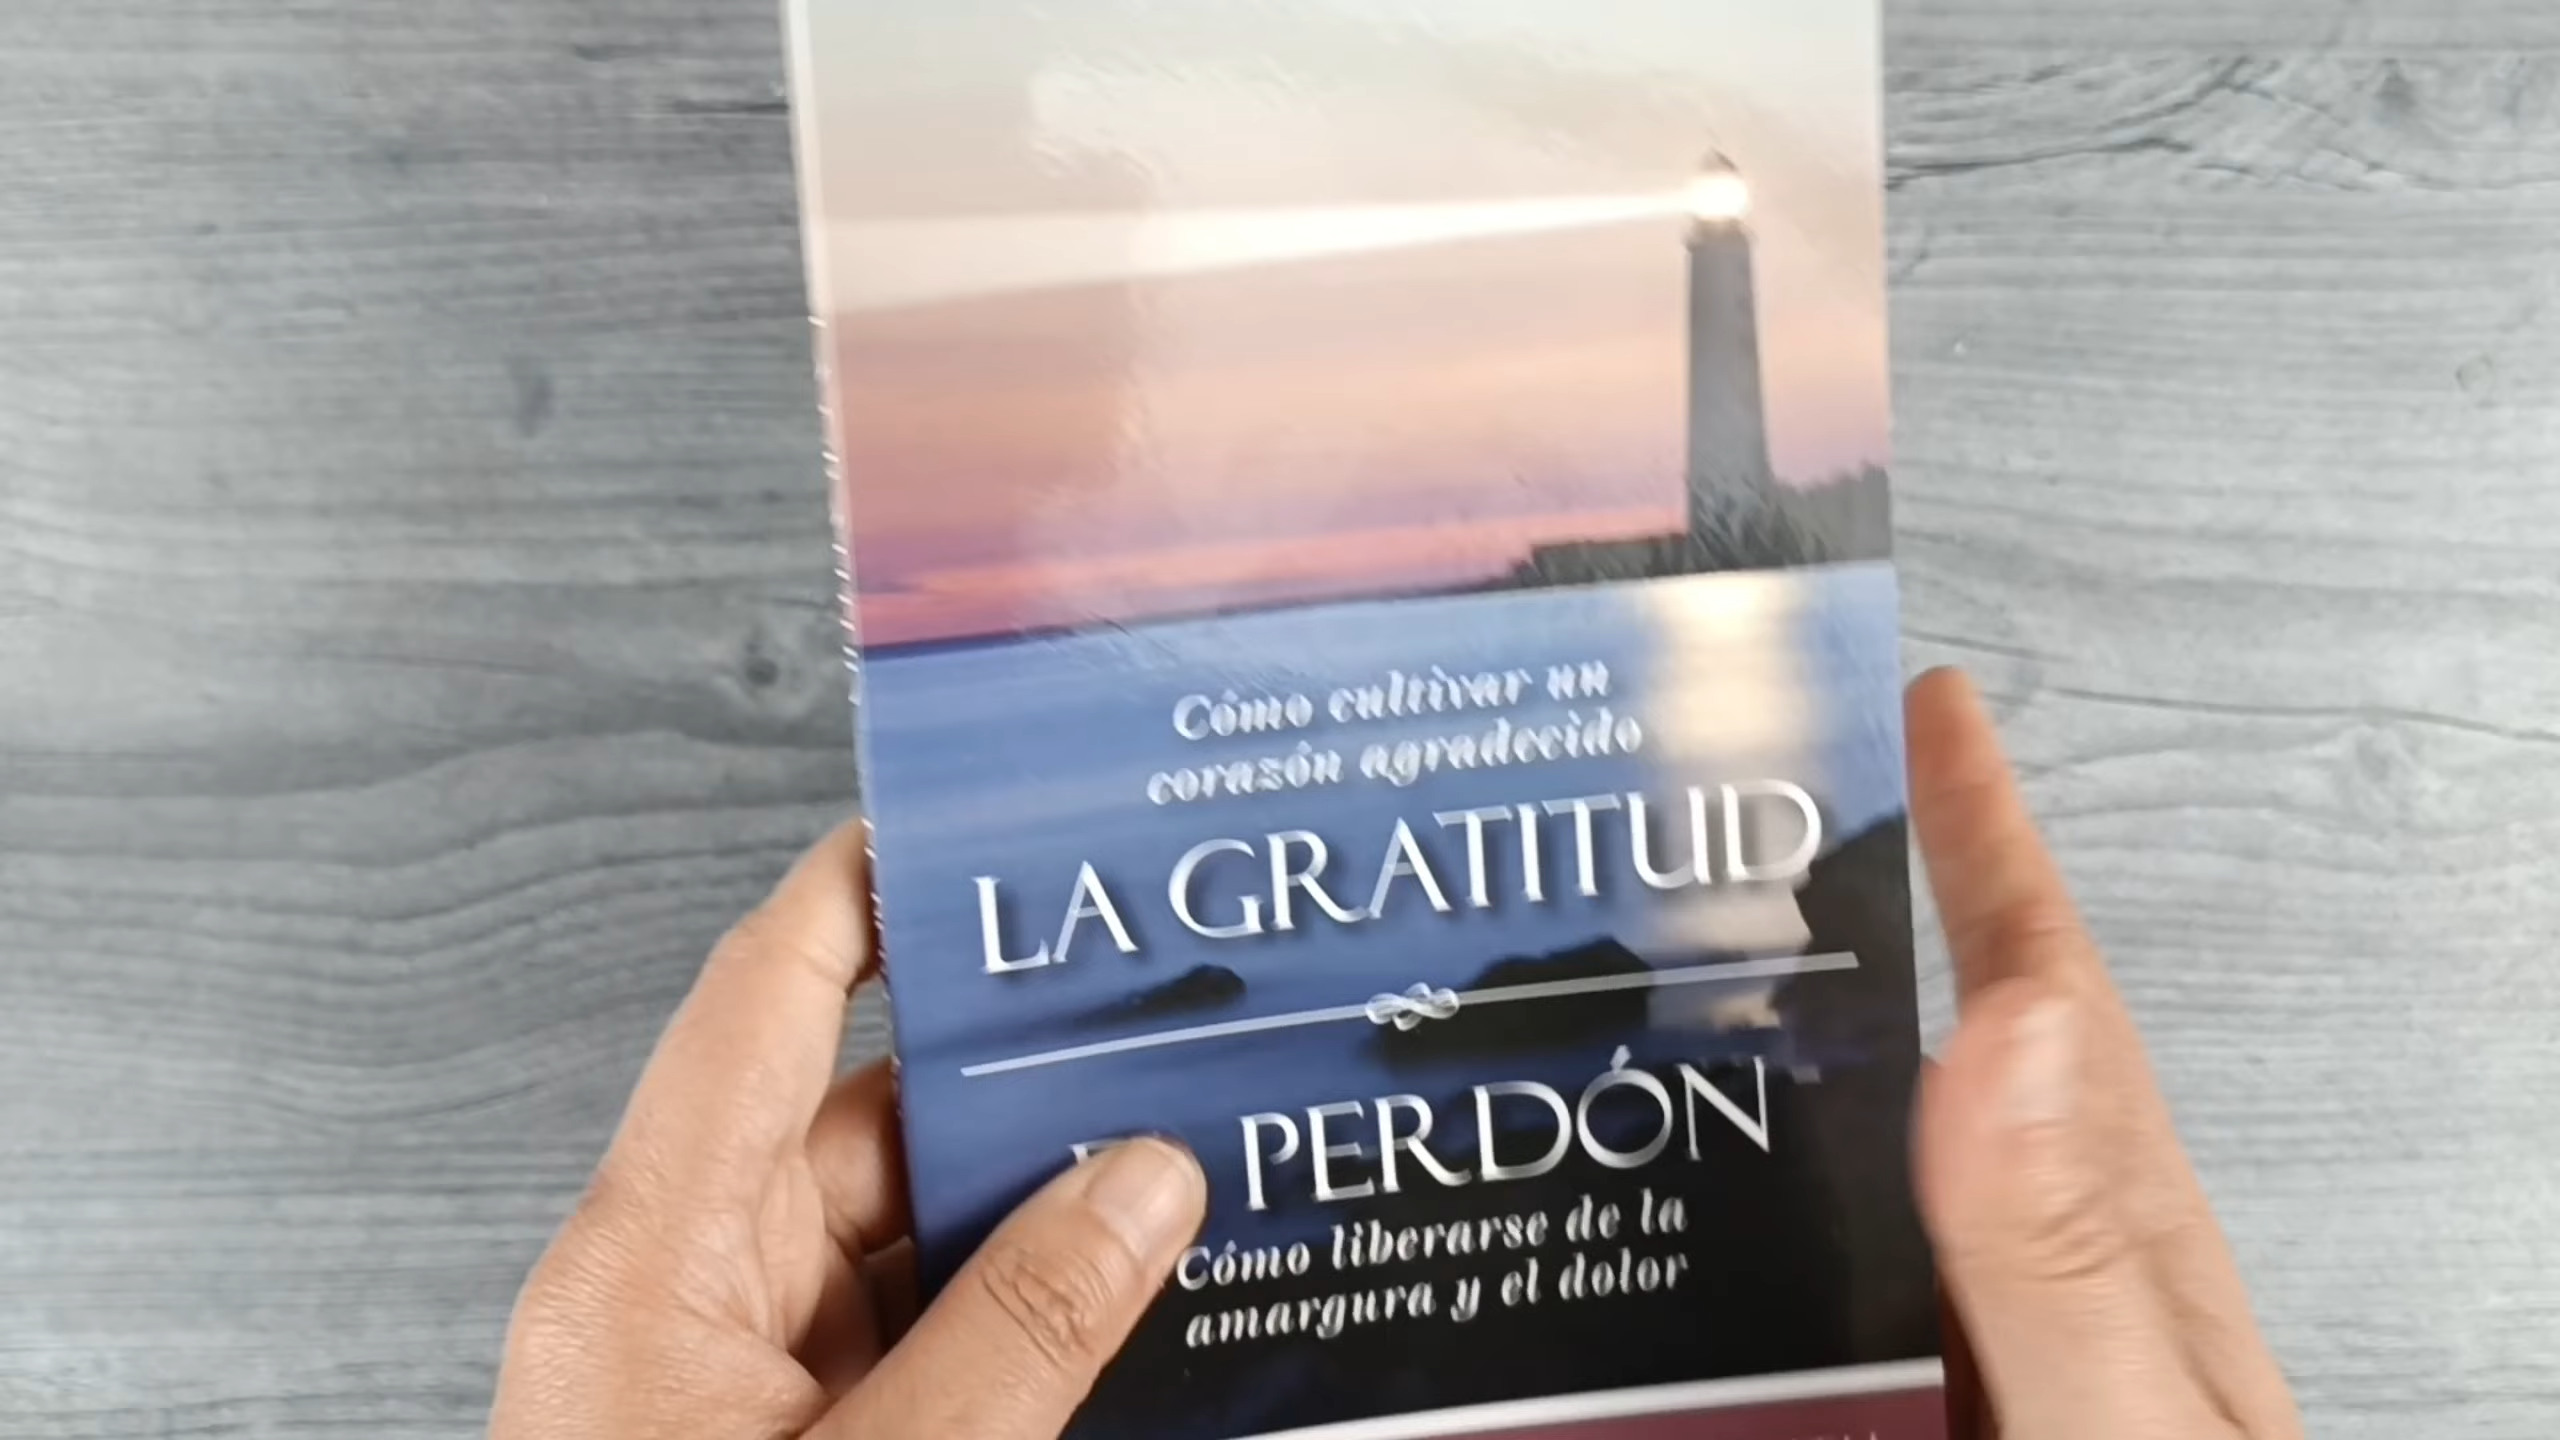 Cómo cultivar un
corazón agradecido
LA GRATITUD
PERDÓN
Cómo liberarse de la
amargura y el dolor